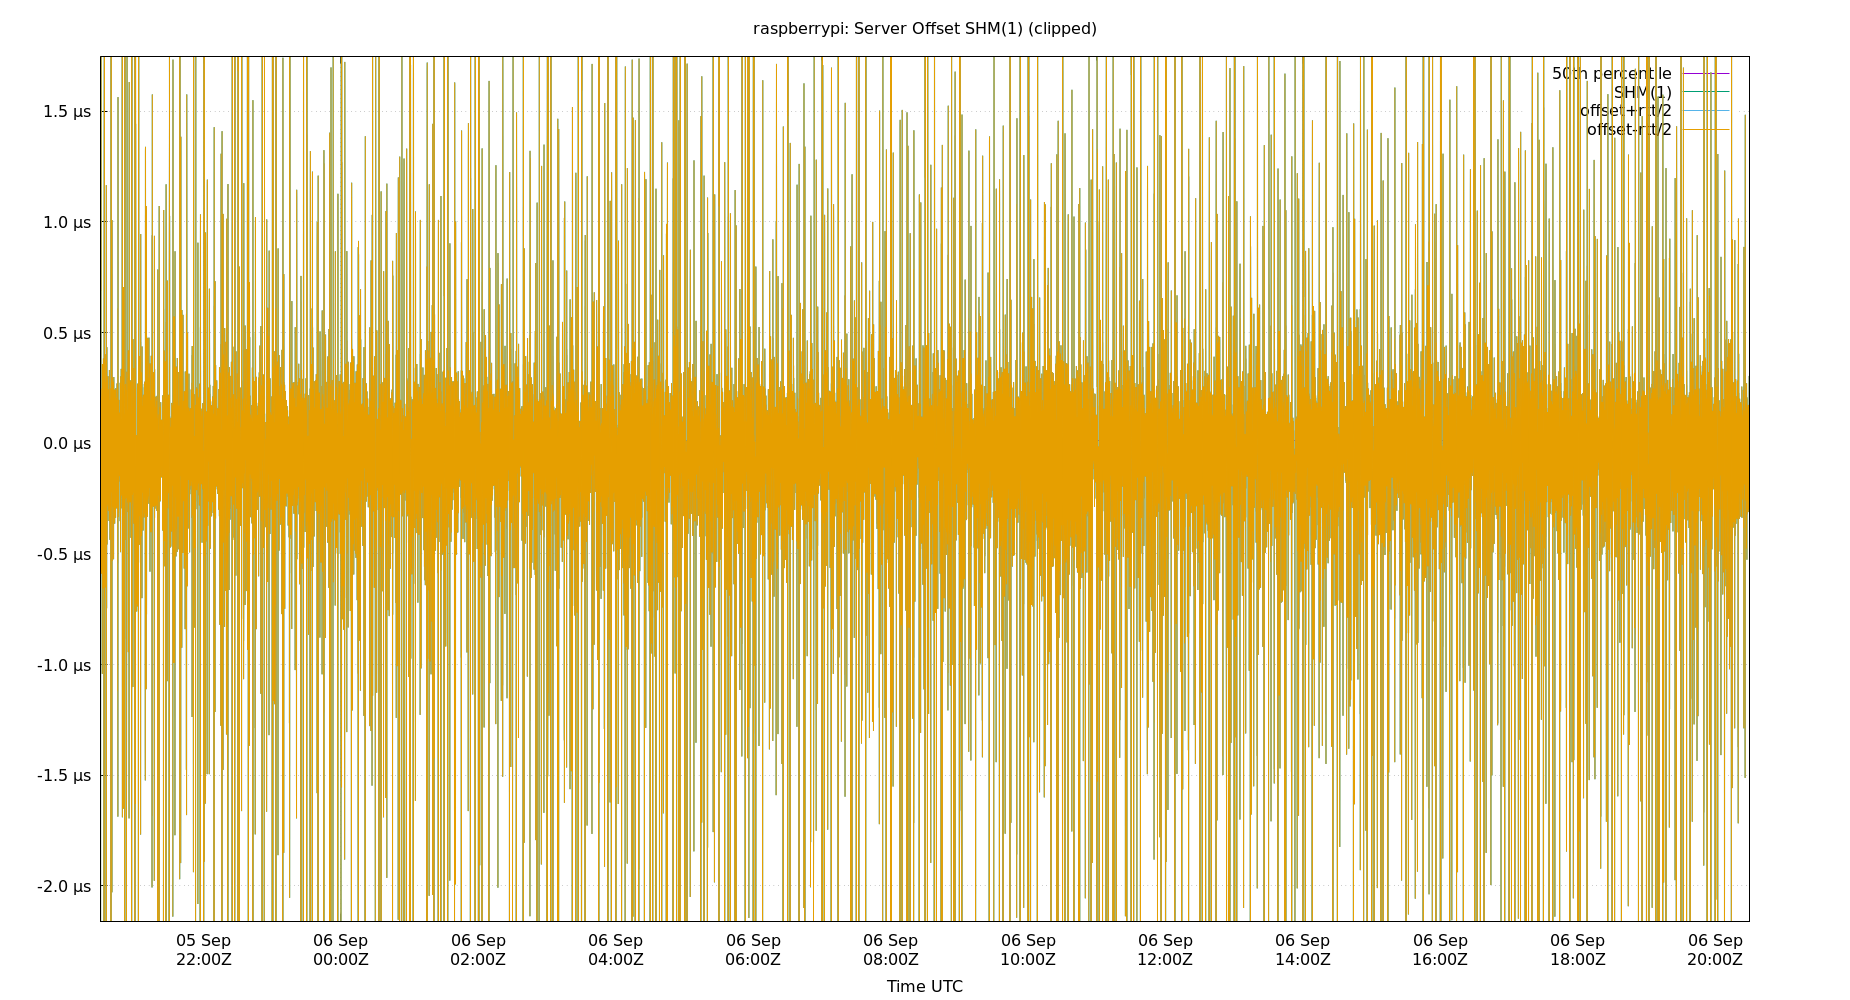 raspberrypi: Server Offset SHM(1) (clipped)
50th percentile
SHM(1)
offset+rtt/2
offset-rtt/2
1.5 µs
1.0 µs
0.5 µs
0.0 µs
-0.5 µs
-1.0 µs
-1.5 µs
-2.0 µs
05 Sep 06 Sep 06 Sep 06 Sep 06 Sep 06 Sep 06 Sep 06 Sep 06 Sep 06 Sep 06 Sep 06 Sep
22:00Z 00:00Z 02:00Z 04:00Z 06:00Z 08:00Z 10:00Z 12:00Z 14:00Z 16:00Z 18:00Z 20:00Z
Time UTC